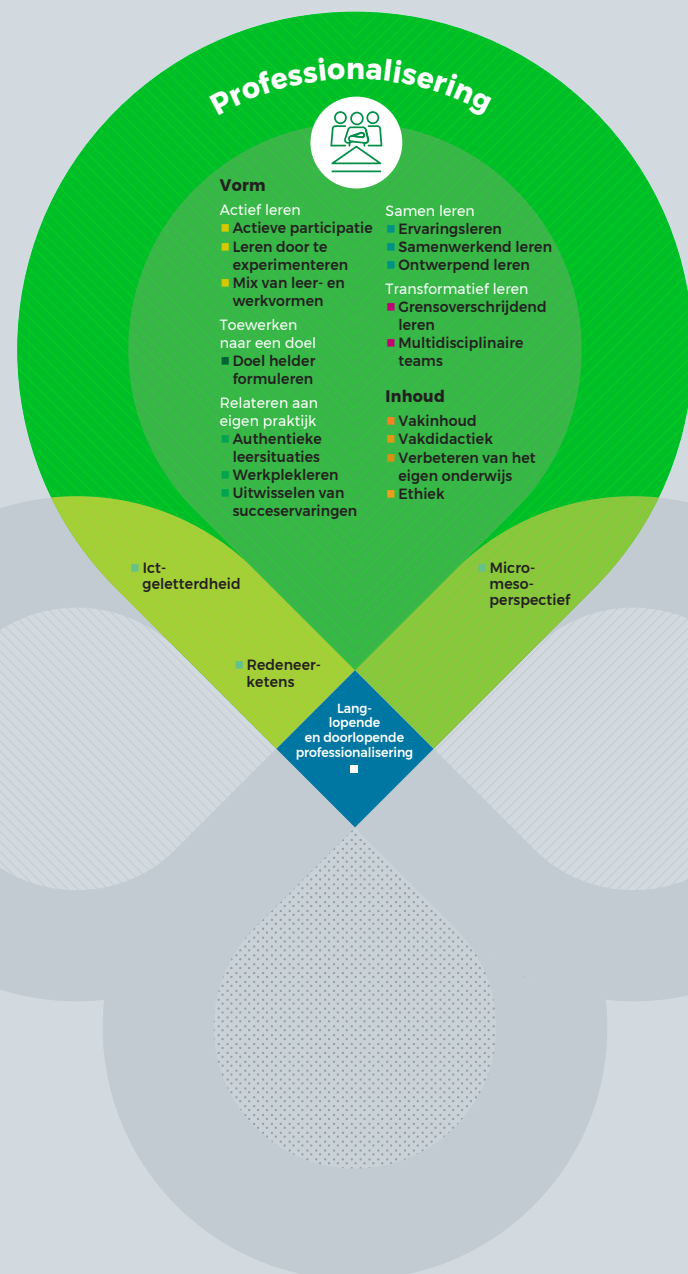 Professionalisering
Vorm
Actief leren
Actieve participatie
Leren door te
experimenteren
Mix van leer- en
werkvormen
Toewerken
naar een doel
Doel helder
formuleren
Relateren aan
eigen praktijk
Authentieke
leersituaties
Werkplekleren
Uitwisselen van
succeservaringen
Samen leren
Ervaringsleren
Samenwerkend leren
Ontwerpend leren
Transformatief leren
Grensoverschrijdend
leren
Multidisciplinaire
teams
Inhoud
Vakinhoud
Vakdidactiek
Verbeteren van het
eigen onderwijs
Ethiek
Ict-
geletterdheid
Redeneer-
ketens
Micro-
meso-
perspectief
Lang-
lopende
en doorlopende
professionalisering